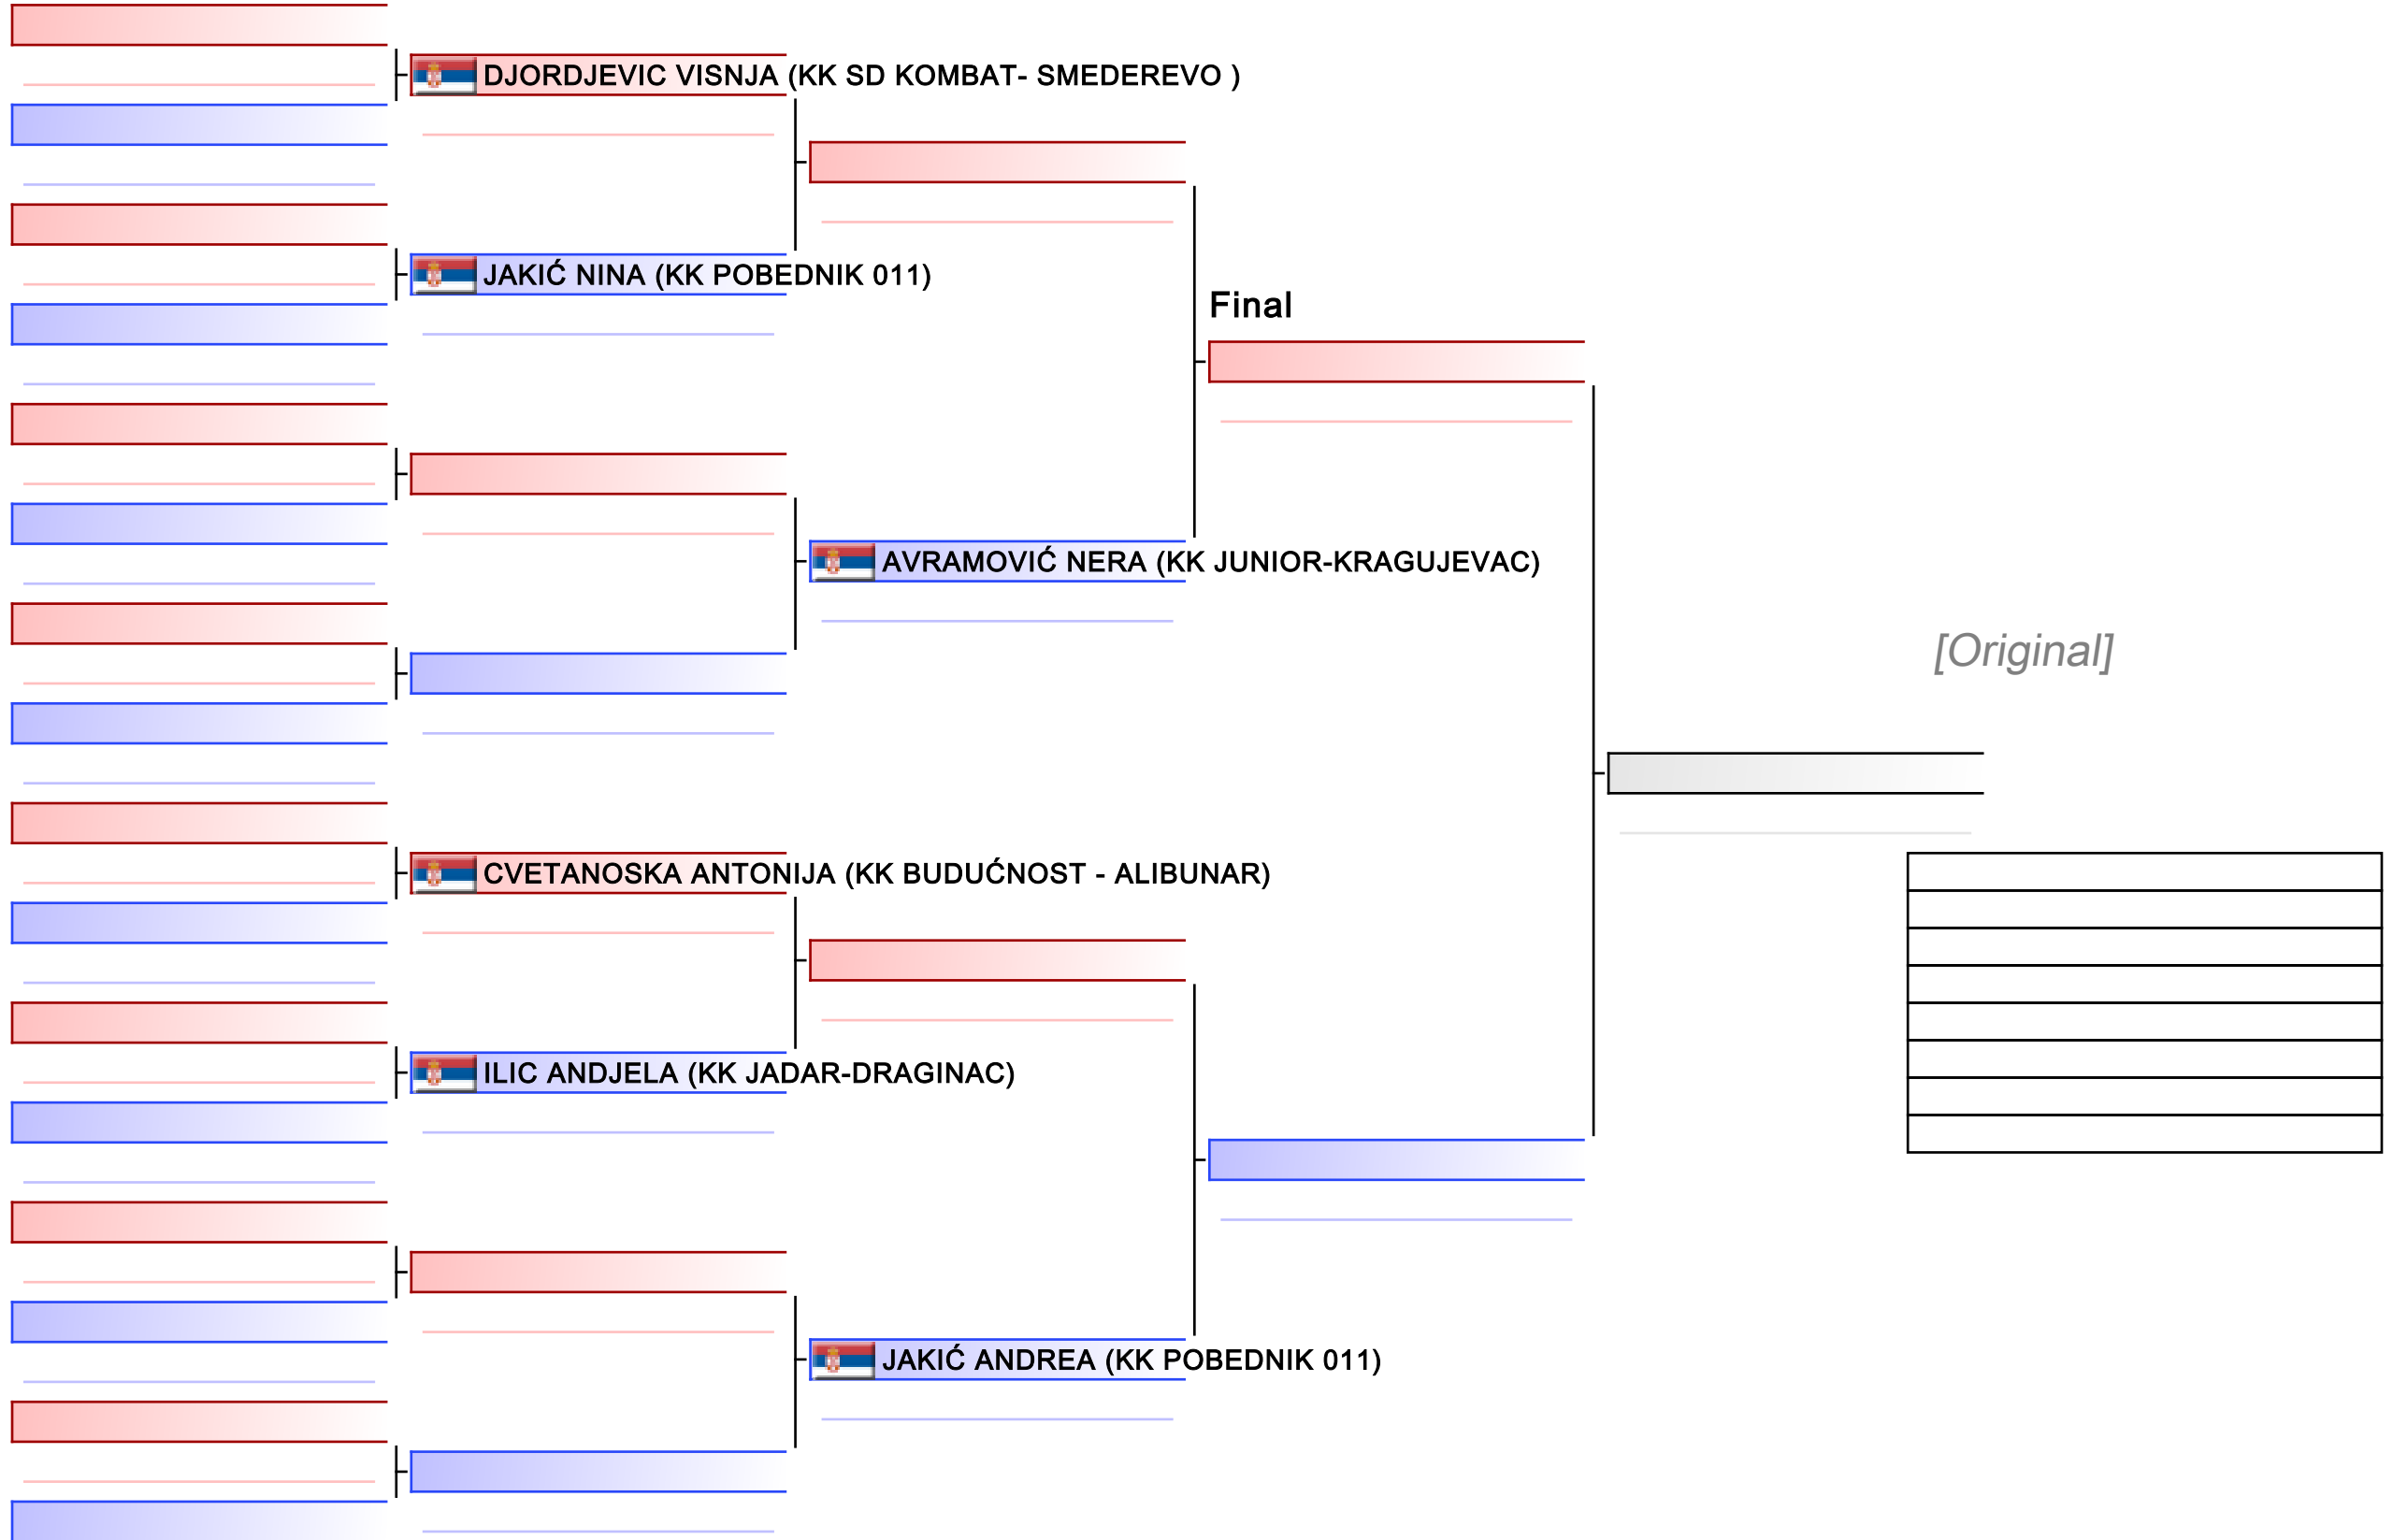 DJORDJEVIC VISNJA (KK SD KOMBAT- SMEDEREVO )
JAKIĆ NINA (KK POBEDNIK 011)
Final
AVRAMOVIĆ NERA (KK JUNIOR-KRAGUJEVAC)
[Original]
CVETANOSKA ANTONIJA (KK BUDUĆNOST - ALIBUNAR)
ILIC ANDJELA (KK JADAR-DRAGINAC)
JAKIĆ ANDREA (KK POBEDNIK 011)